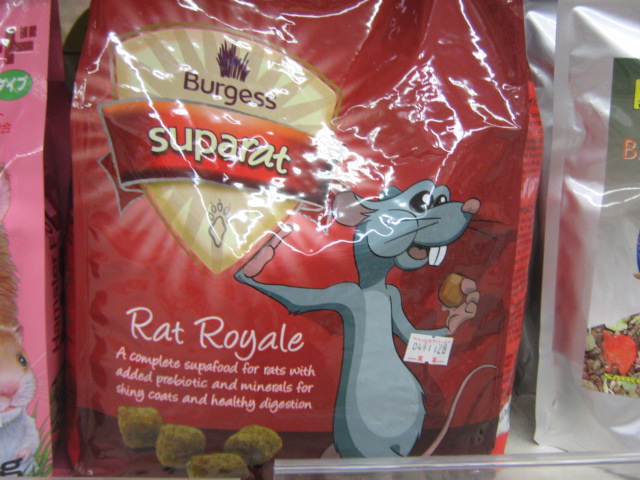 Burgess
suparat
Rat Royale
A complete supafood for rats with
added prebiotic and minerals for
shiny coats and healthy digestion